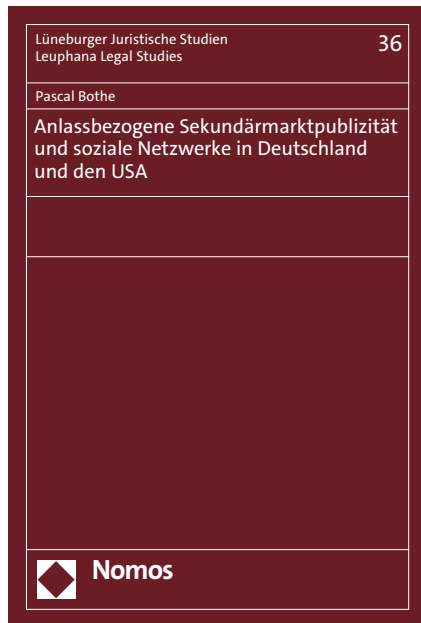 Lüneburger Juristische Studien
Leuphana Legal Studies
36
Pascal Bothe
Anlassbezogene Sekundärmarktpublizität
und soziale Netzwerke in Deutschland
und den USA
Nomos